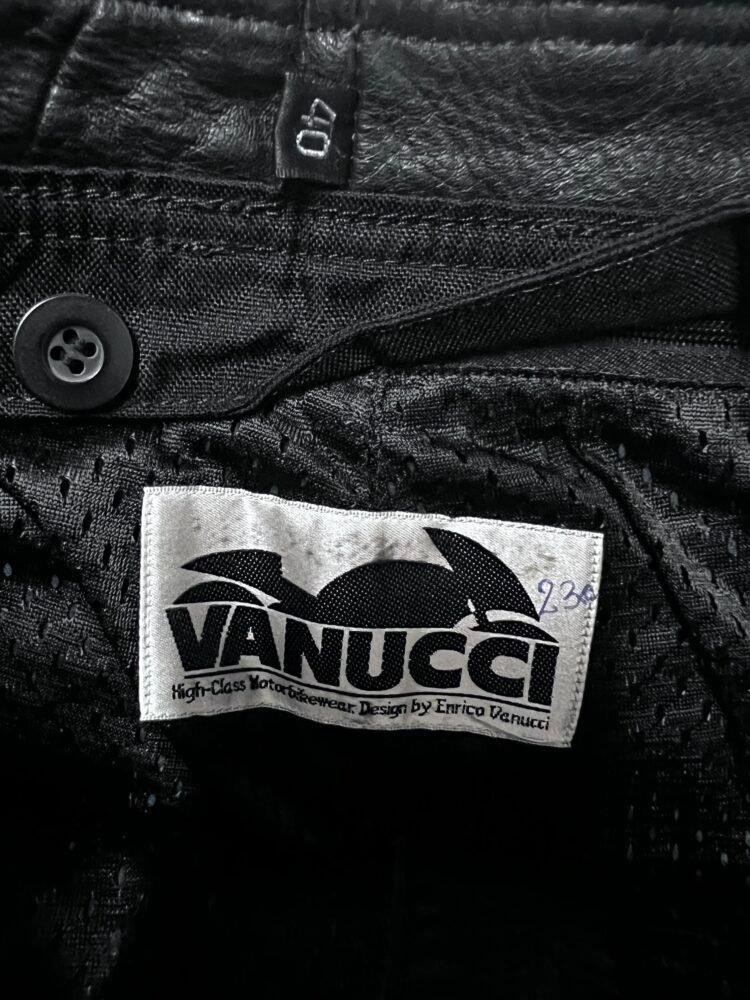 40
230
VANUCCI
High-Class Motorbikewear. Design by Enrico Vanucci